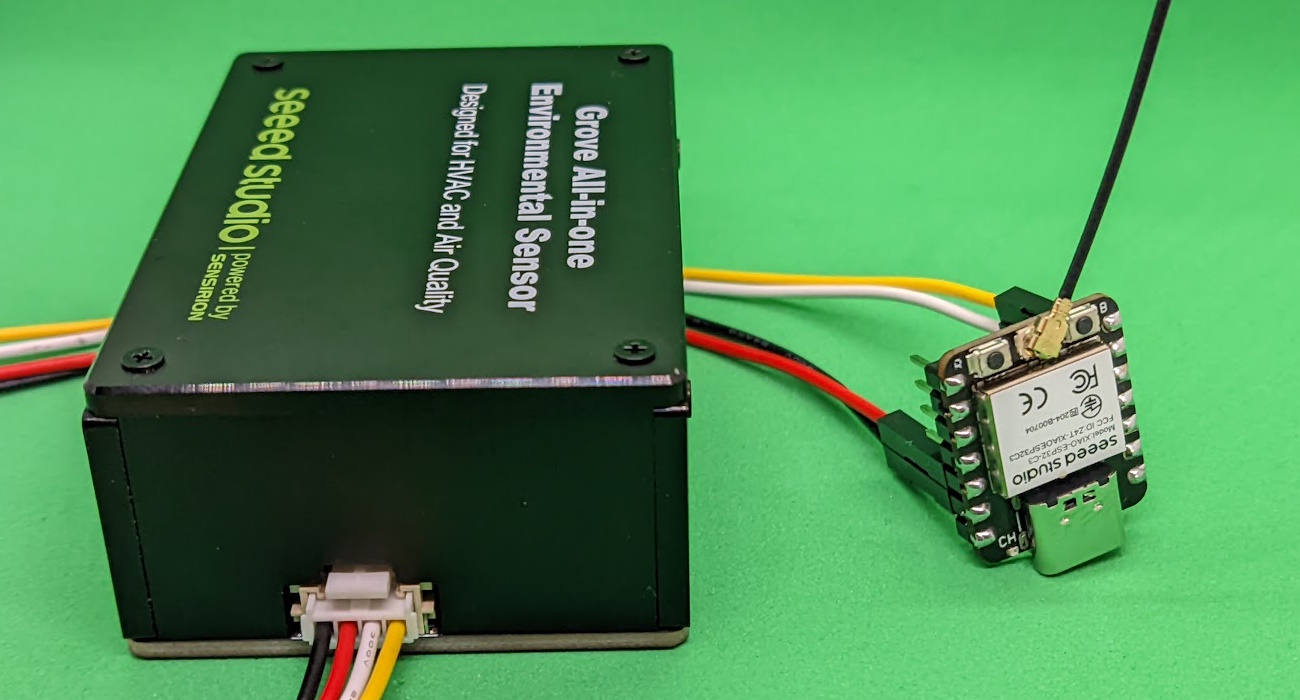 Grove All-in-one
Environmental Sensor
Designed for HVAC and Air Quality
seeed studio | powered by
SENSIRION
B
R
seeed studio
Model:XIAO-ESP32-C3
FCC ID:Z4T-XIAOESP32C3
204-B00704
FC
CE
CH